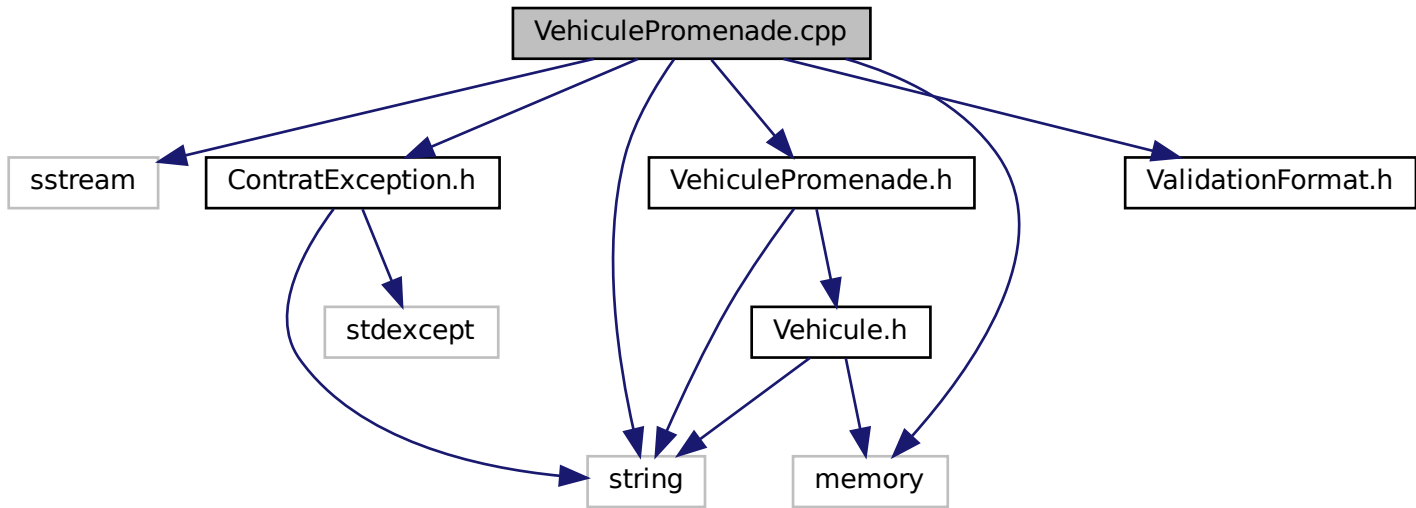 VehiculePromenade.cpp
sstream
ContratException.h
VehiculePromenade.h
ValidationFormat.h
stdexcept
Vehicule.h
string
memory